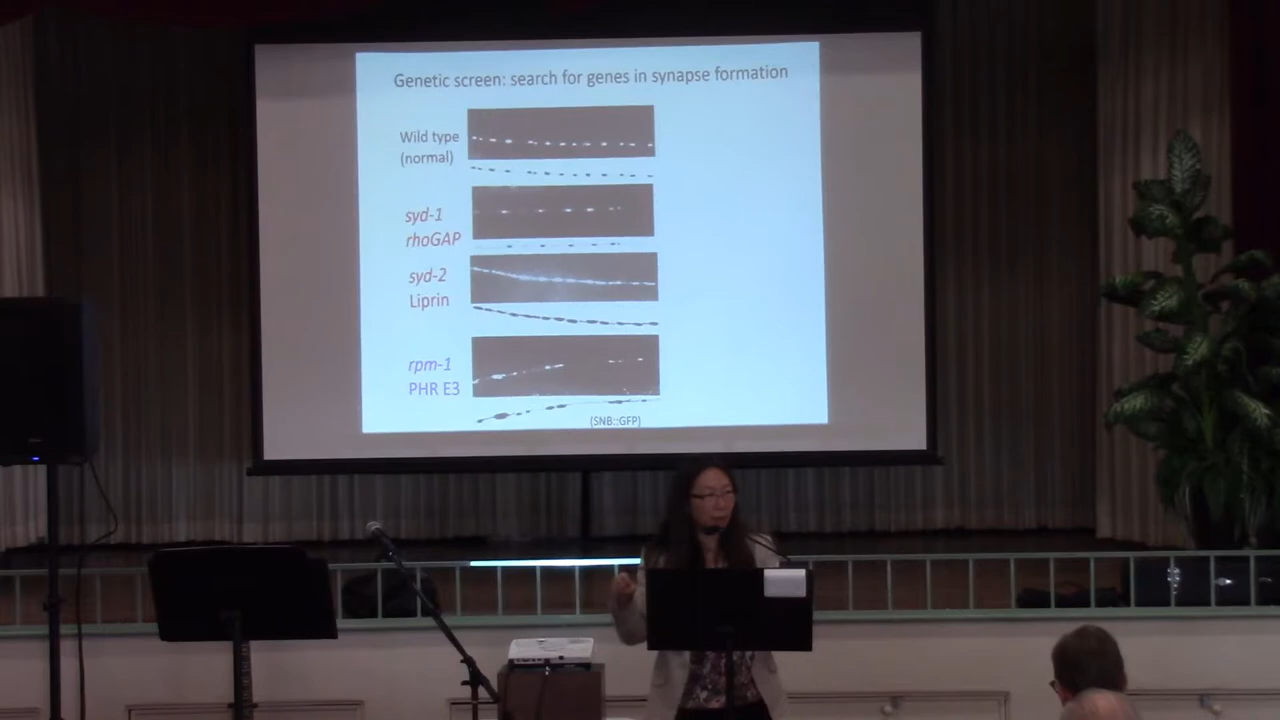 Genetic screen: search for genes in synapse formation
Wild type
(normal)
syd-1
rhoGAP
syd-2
Liprin
rpm-1
PHR E3
(SNB::GFP)